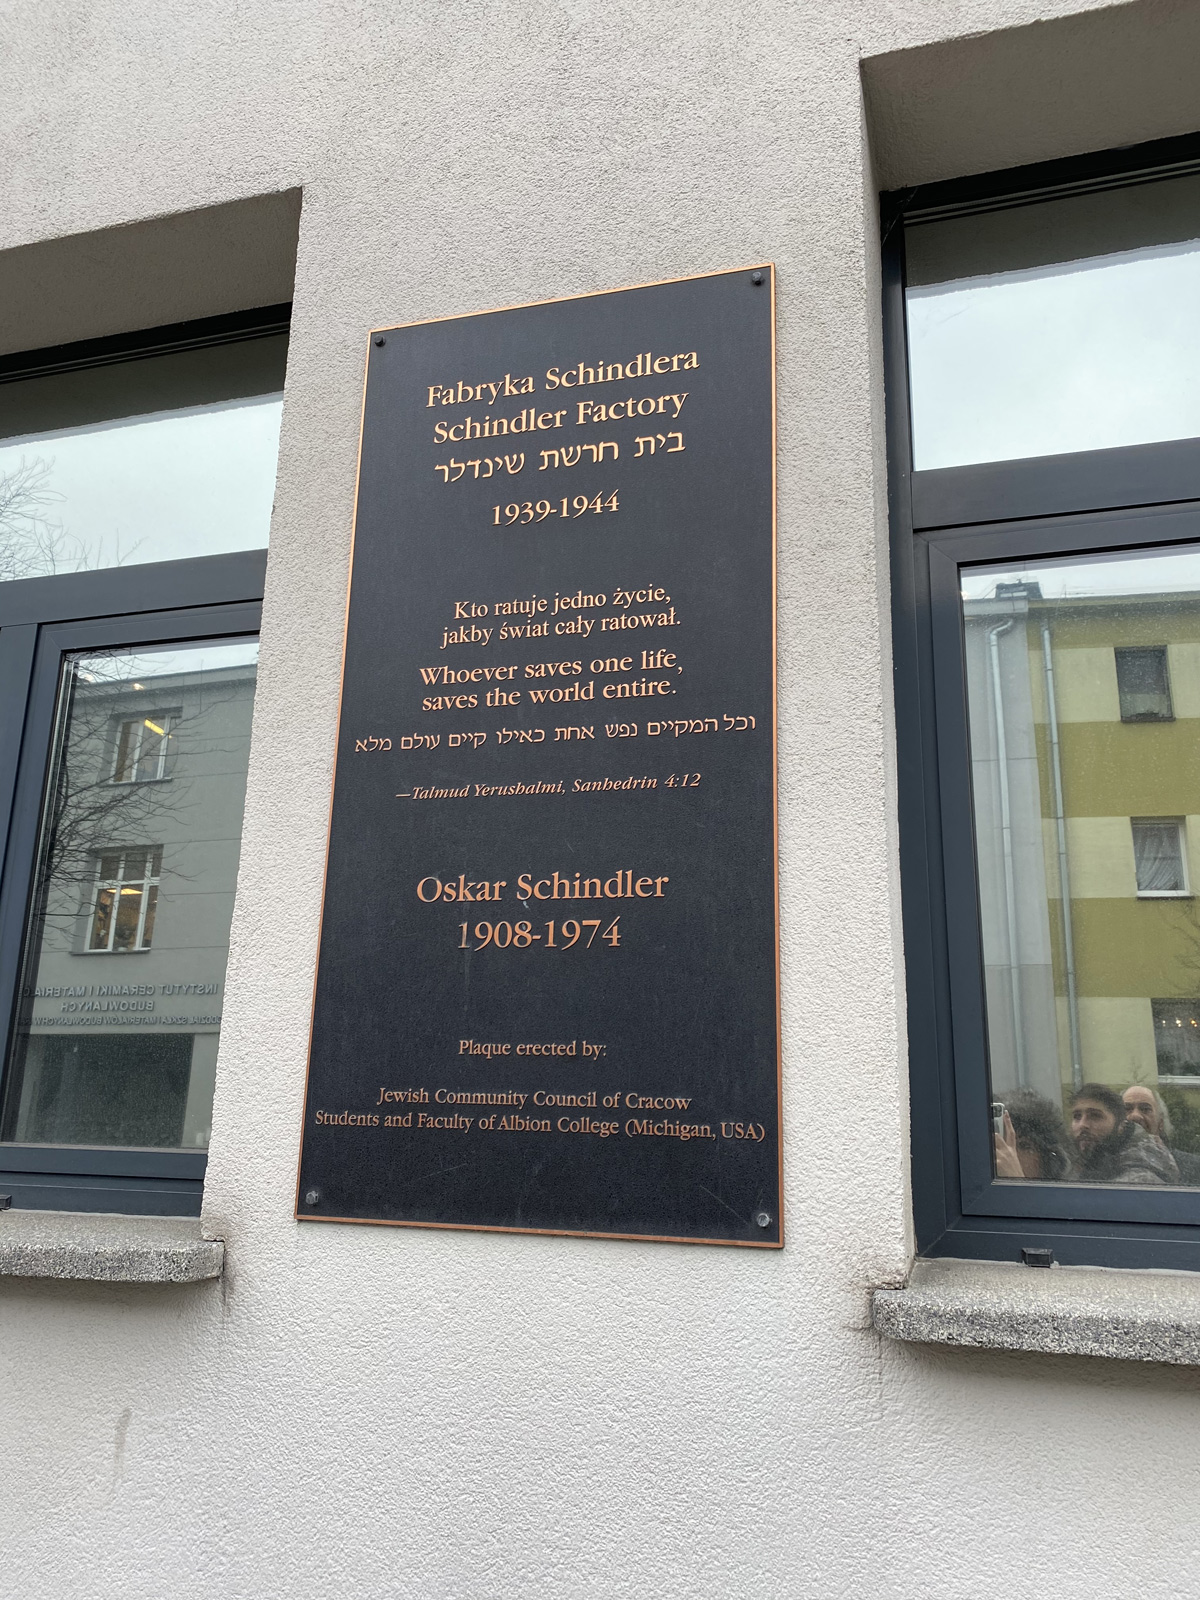 Fabryka Schindlera
Schindler Factory
בית חרשת שינדלר
1939-1944
Kto ratuje jedno życie,
jakby świat cały ratował.
Whoever saves one life,
saves the world entire.
וכל המקיים נפש אחת כאילו קיים עולם מלא
—Talmud Yerushalmi, Sanhedrin 4:12
Oskar Schindler
1908-1974
Plaque erected by:
Jewish Community Council of Cracow
Students and Faculty of Albion College (Michigan, USA)
INSTYTUT CERAMIKI I
BUDOWLANYCH